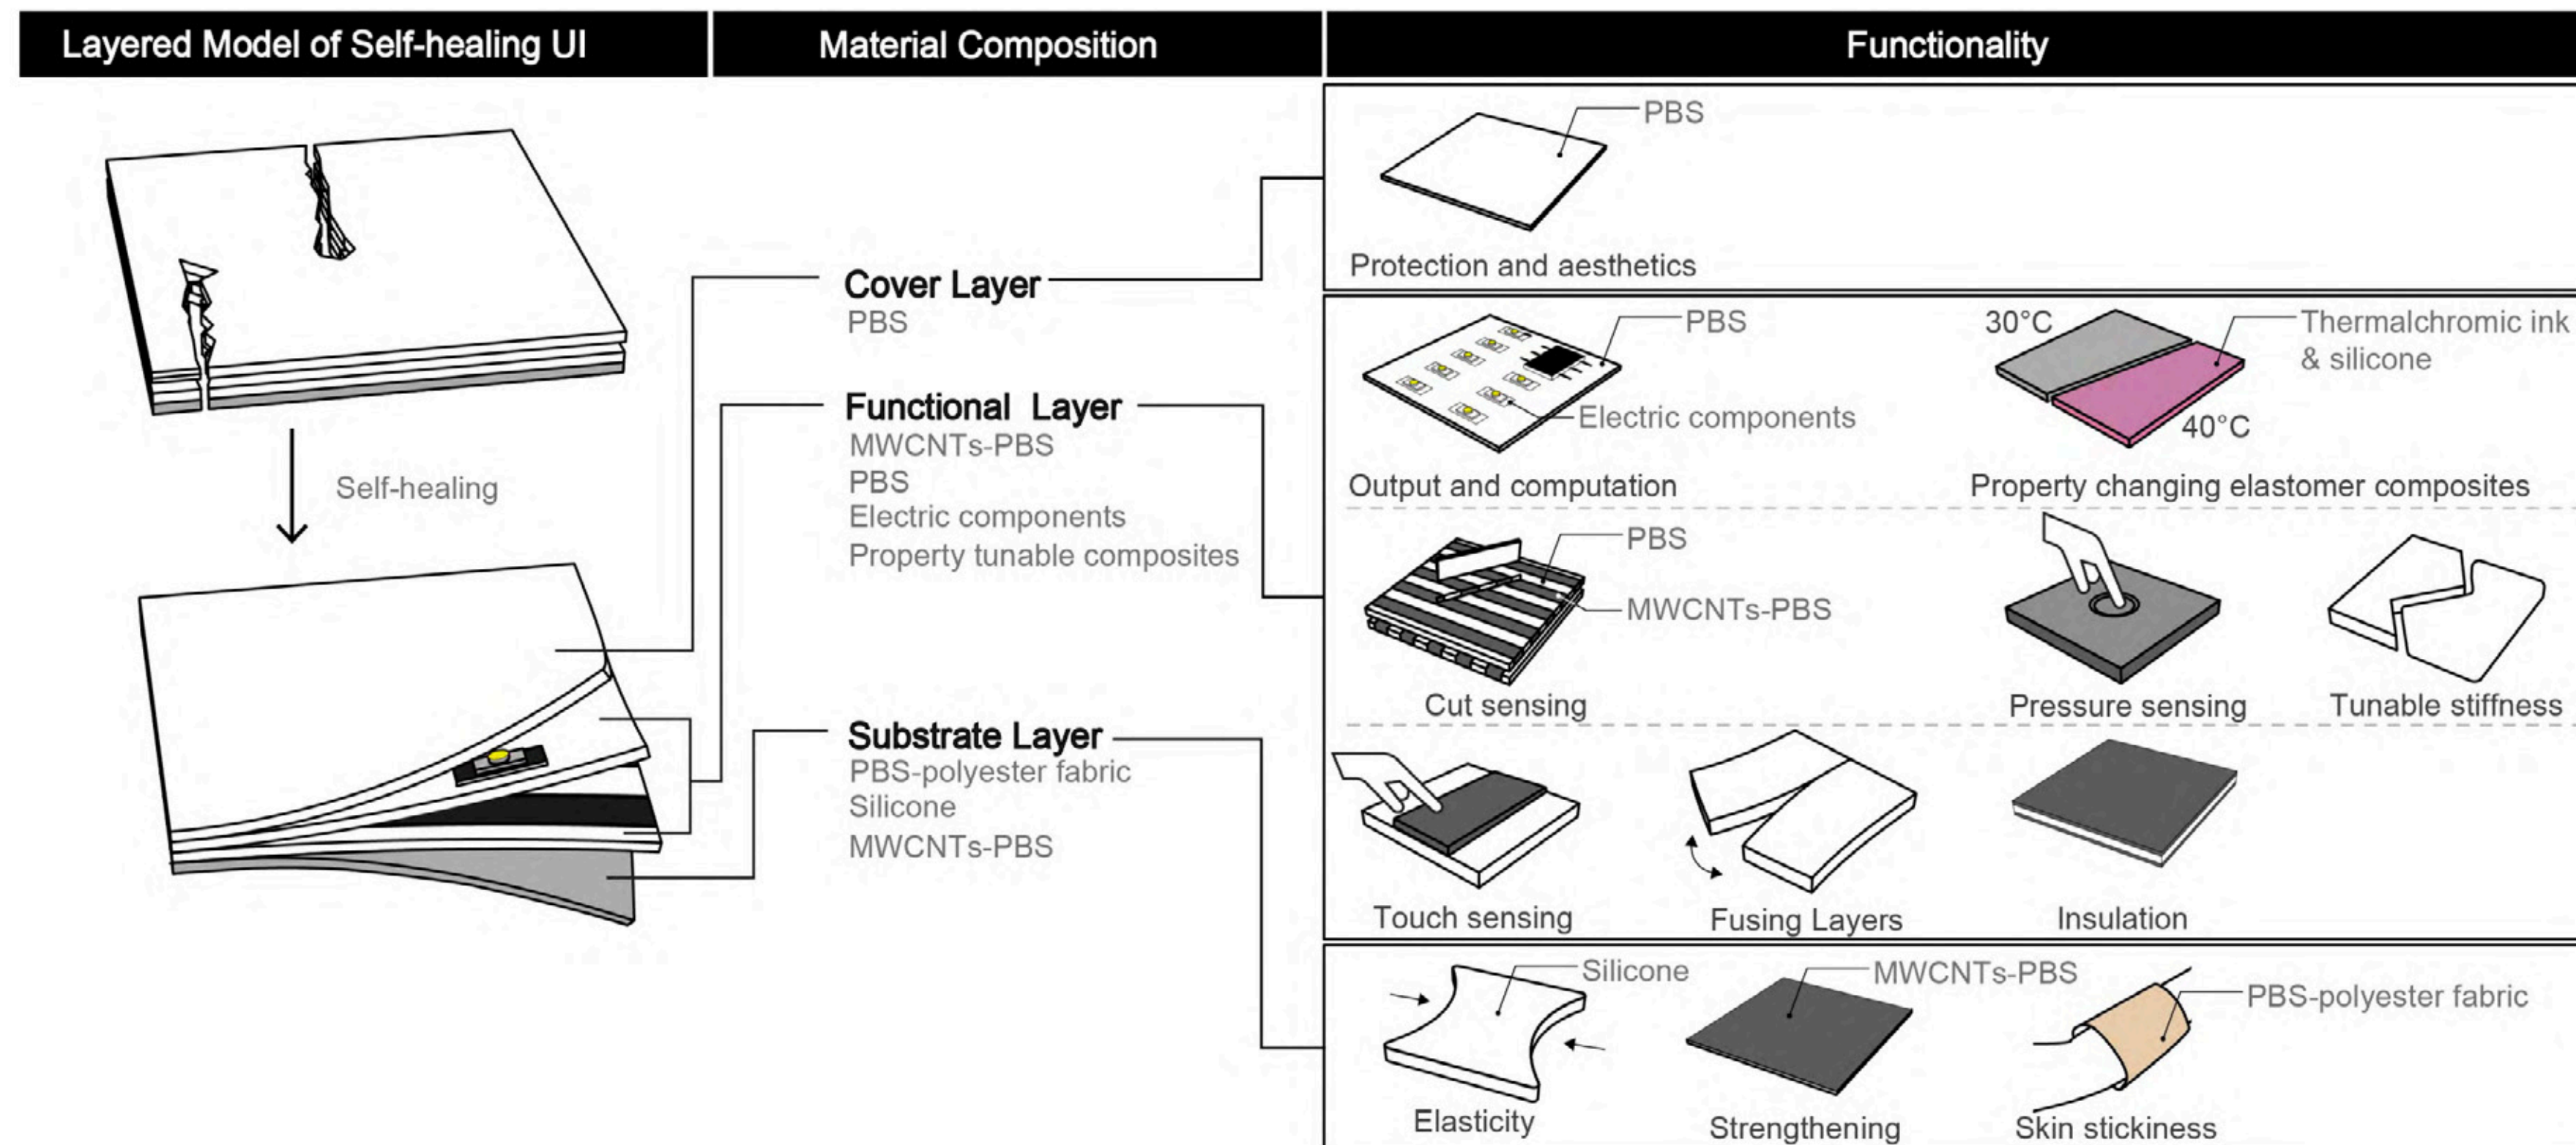 Layered Model of Self-healing UI
Material Composition
Functionality
Self-healing
Cover Layer
PBS
Functional Layer
MWCNTs-PBS
PBS
Electric components
Property tunable composites
Substrate Layer
PBS-polyester fabric
Silicone
MWCNTs-PBS
PBS
Protection and aesthetics
PBS
Electric components
Output and computation
30°C
Thermalchromic ink
& silicone
40°C
Property changing elastomer composites
PBS
MWCNTs-PBS
Cut sensing
Pressure sensing
Tunable stiffness
Touch sensing
Fusing Layers
Insulation
Silicone
Elasticity
MWCNTs-PBS
Strengthening
PBS-polyester fabric
Skin stickiness